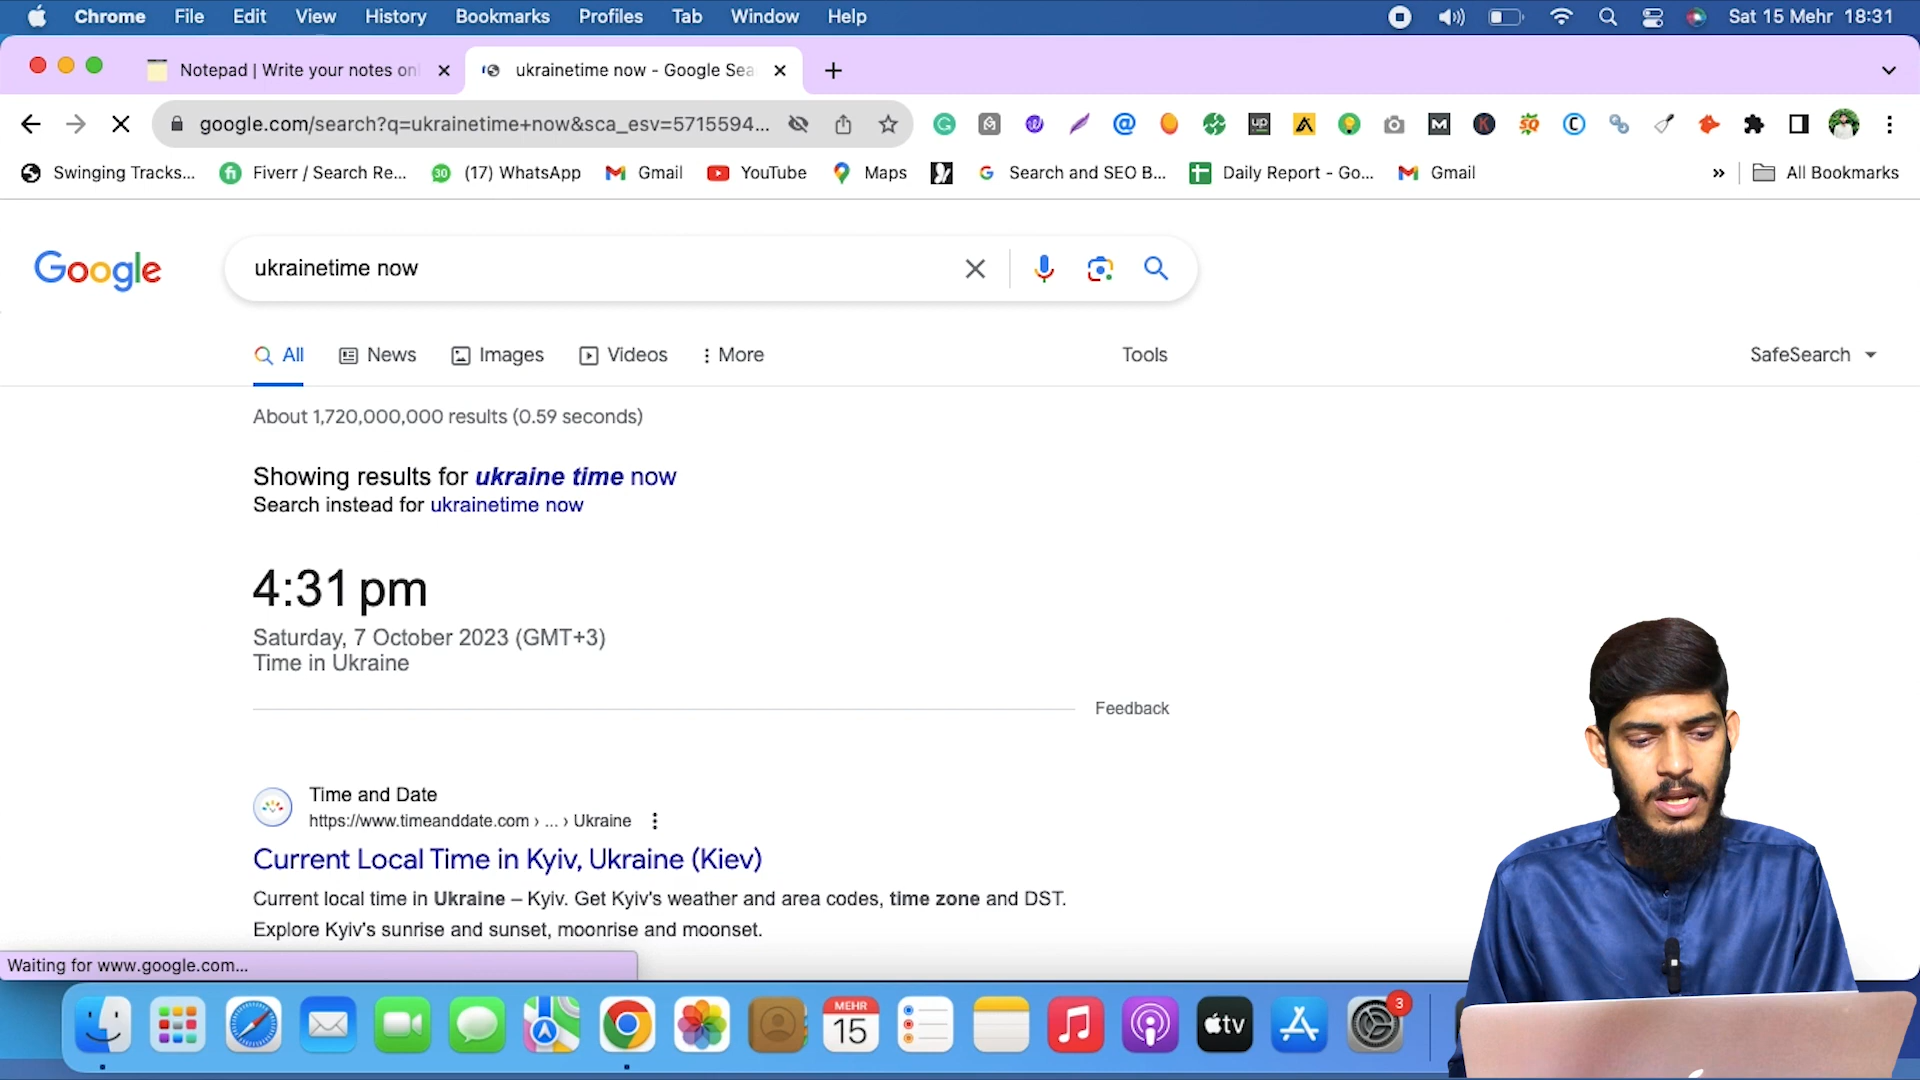 Chrome File Edit View History Bookmarks Profiles Tab Window Help Sat 15 Mehr 18:31
Notepad | Write your notes onl ukrainetime now - Google Sea
google.com/search?q=ukrainetime+now&sca_esv=5715594...
Swinging Tracks... Fiverr / Search Re... 30 (17) WhatsApp Gmail YouTube Maps Search and SEO B... Daily Report - Go... Gmail » All Bookmarks
Google ukrainetime now
All News Images Videos More Tools SafeSearch
About 1,720,000,000 results (0.59 seconds)
Showing results for ukraine time now
Search instead for ukrainetime now
4:31 pm
Saturday, 7 October 2023 (GMT+3)
Time in Ukraine
Feedback
Time and Date
https://www.timeanddate.com › ... › Ukraine
Current Local Time in Kyiv, Ukraine (Kiev)
Current local time in Ukraine – Kyiv. Get Kyiv's weather and area codes, time zone and DST.
Explore Kyiv's sunrise and sunset, moonrise and moonset.
Waiting for www.google.com...
MEHR
15
tv
3